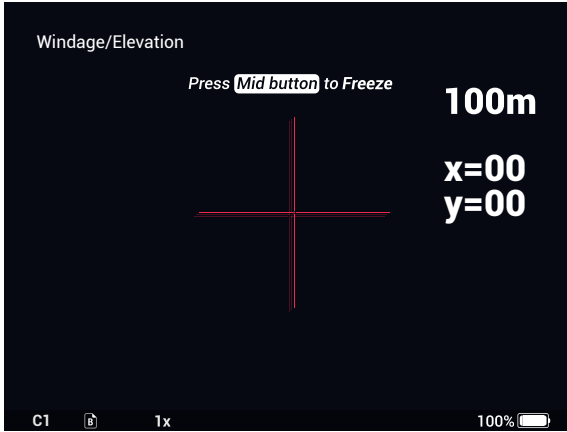 Windage/Elevation
Press Mid button to Freeze
100m
x=00
y=00
C1 B 1x 100%